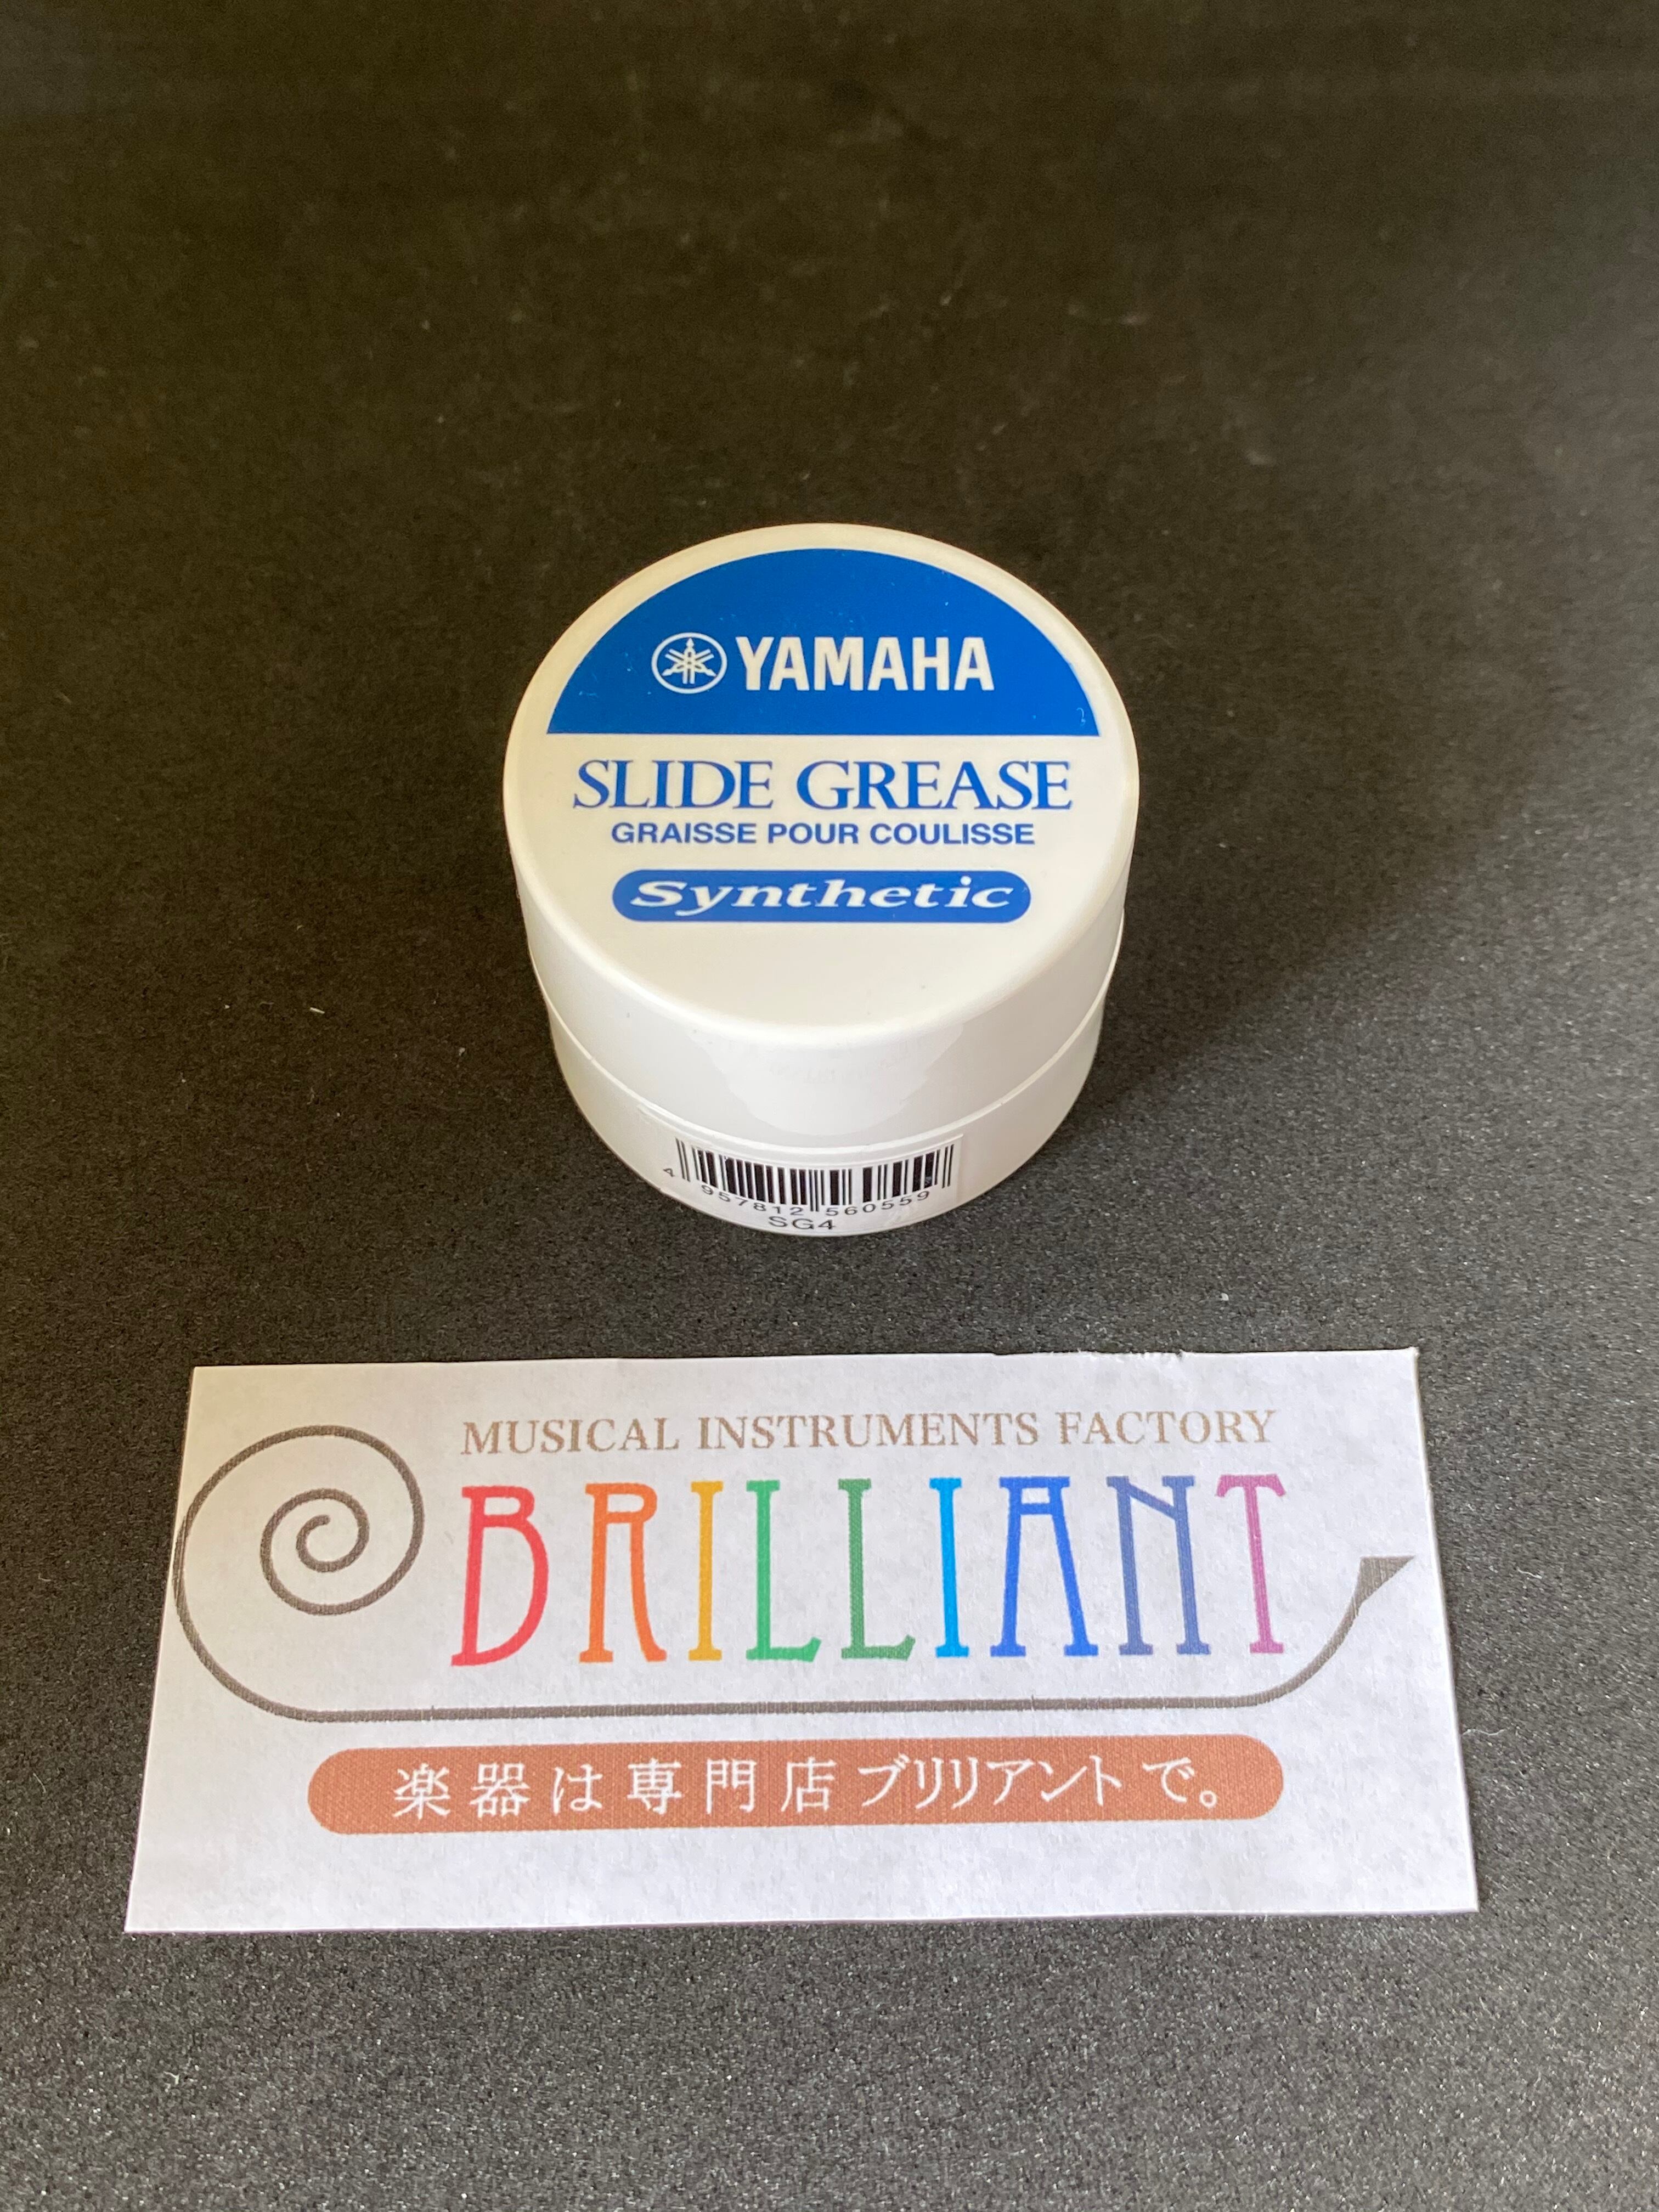 YAMAHA
SLIDE GREASE
GRAISSE POUR COULISSE
Synthetic
4 957812 560559
SG4
MUSICAL INSTRUMENTS FACTORY
BRILLIANT
楽器は専門店ブリリアントで。